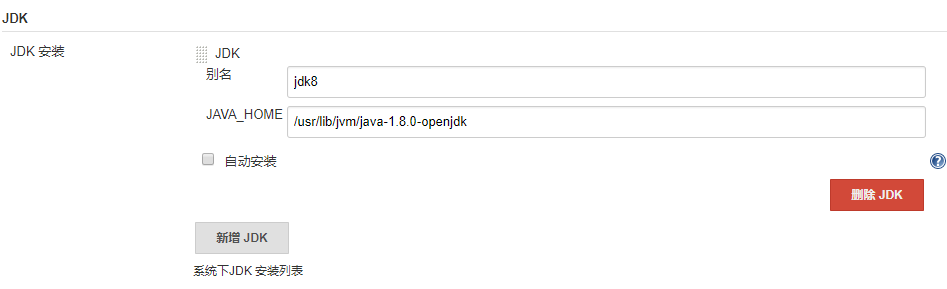 JDK
JDK 安装
JDK
别名
jdk8
JAVA_HOME
/usr/lib/jvm/java-1.8.0-openjdk
自动安装
?
删除 JDK
新增 JDK
系统下JDK 安装列表